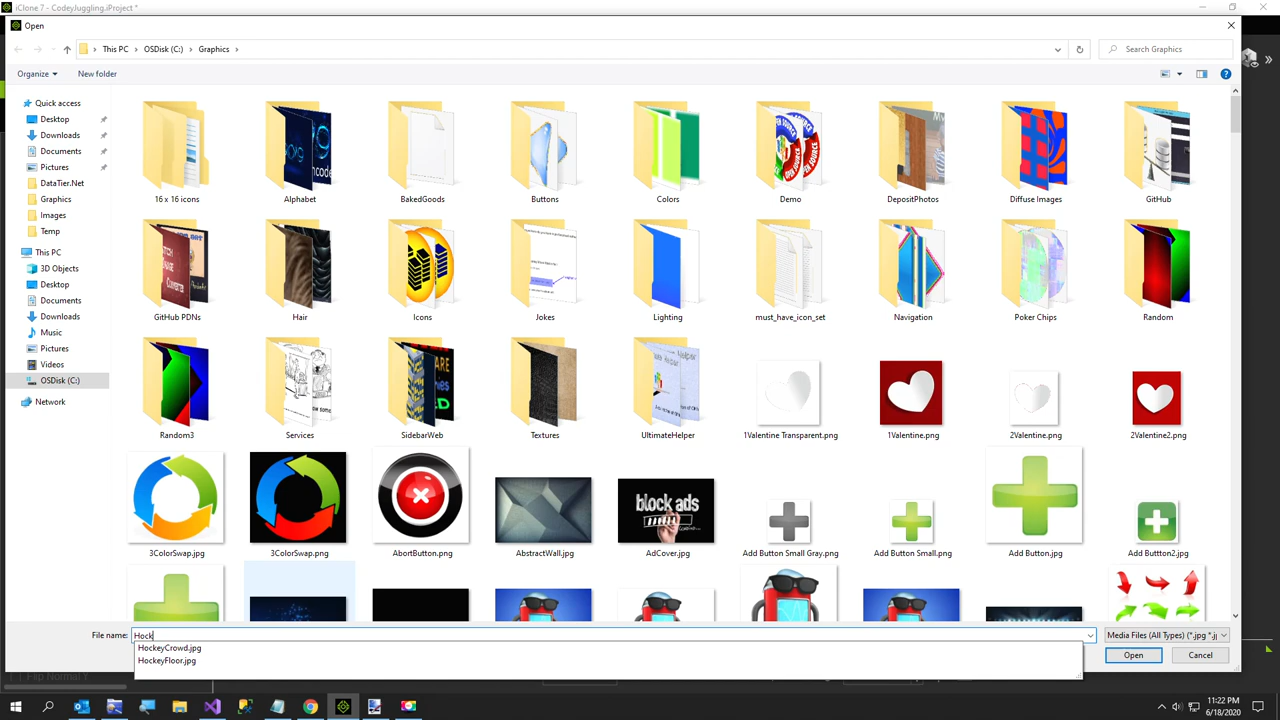 iClone 7 - CodeyJuggling.iProject *
Open
This PC > OSDisk (C:) > Graphics >
Search Graphics
Organize
New folder
Quick access
Desktop
Downloads
Documents
Pictures
DataTier.Net
Graphics
Images
Temp
This PC
3D Objects
Desktop
Documents
Downloads
Music
Pictures
Videos
OSDisk (C:)
Network
16 x 16 icons
Alphabet
BakedGoods
Buttons
Colors
Demo
DepositPhotos
Diffuse Images
GitHub
GitHub PDNs
Hair
Icons
Jokes
Lighting
must_have_icon_set
Navigation
Poker Chips
Random
Random3
Services
SidebarWeb
Textures
UltimateHelper
1Valentine Transparent.png
1Valentine.png
2Valentine.png
2Valentine2.png
block ads
3ColorSwap.jpg
3ColorSwap.png
AbortButton.png
AbstractWall.jpg
AdCover.jpg
Add Button Small Gray.png
Add Button Small.png
Add Button.jpg
Add Buttton2.jpg
File name:
Hock
Media Files (All Types) (*.jpg *.j
HockeyCrowd.jpg
HockeyFloor.jpg
Open
Cancel
Flip Normal Y
11:22 PM
6/18/2020